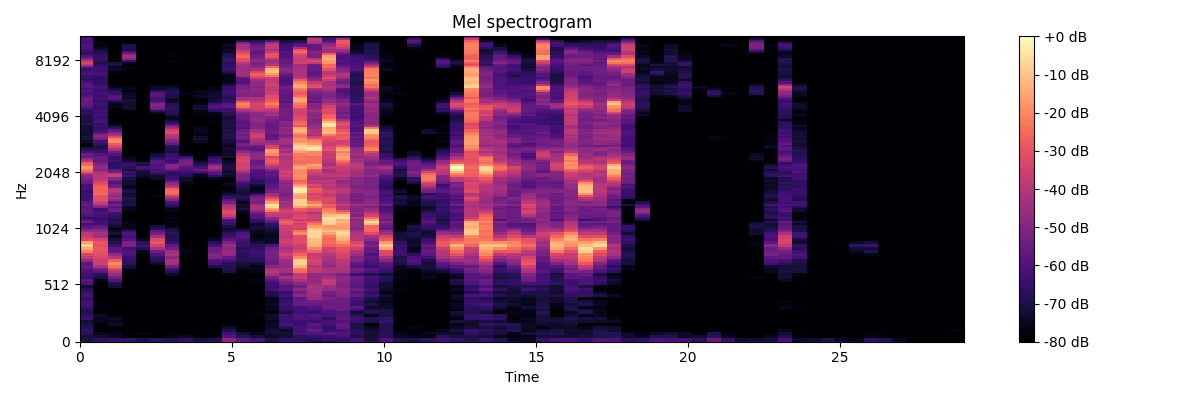 Mel spectrogram
8192
4096
2048
1024
512
0
Hz
0 5 10 15 20 25
Time
+0 dB
-10 dB
-20 dB
-30 dB
-40 dB
-50 dB
-60 dB
-70 dB
-80 dB